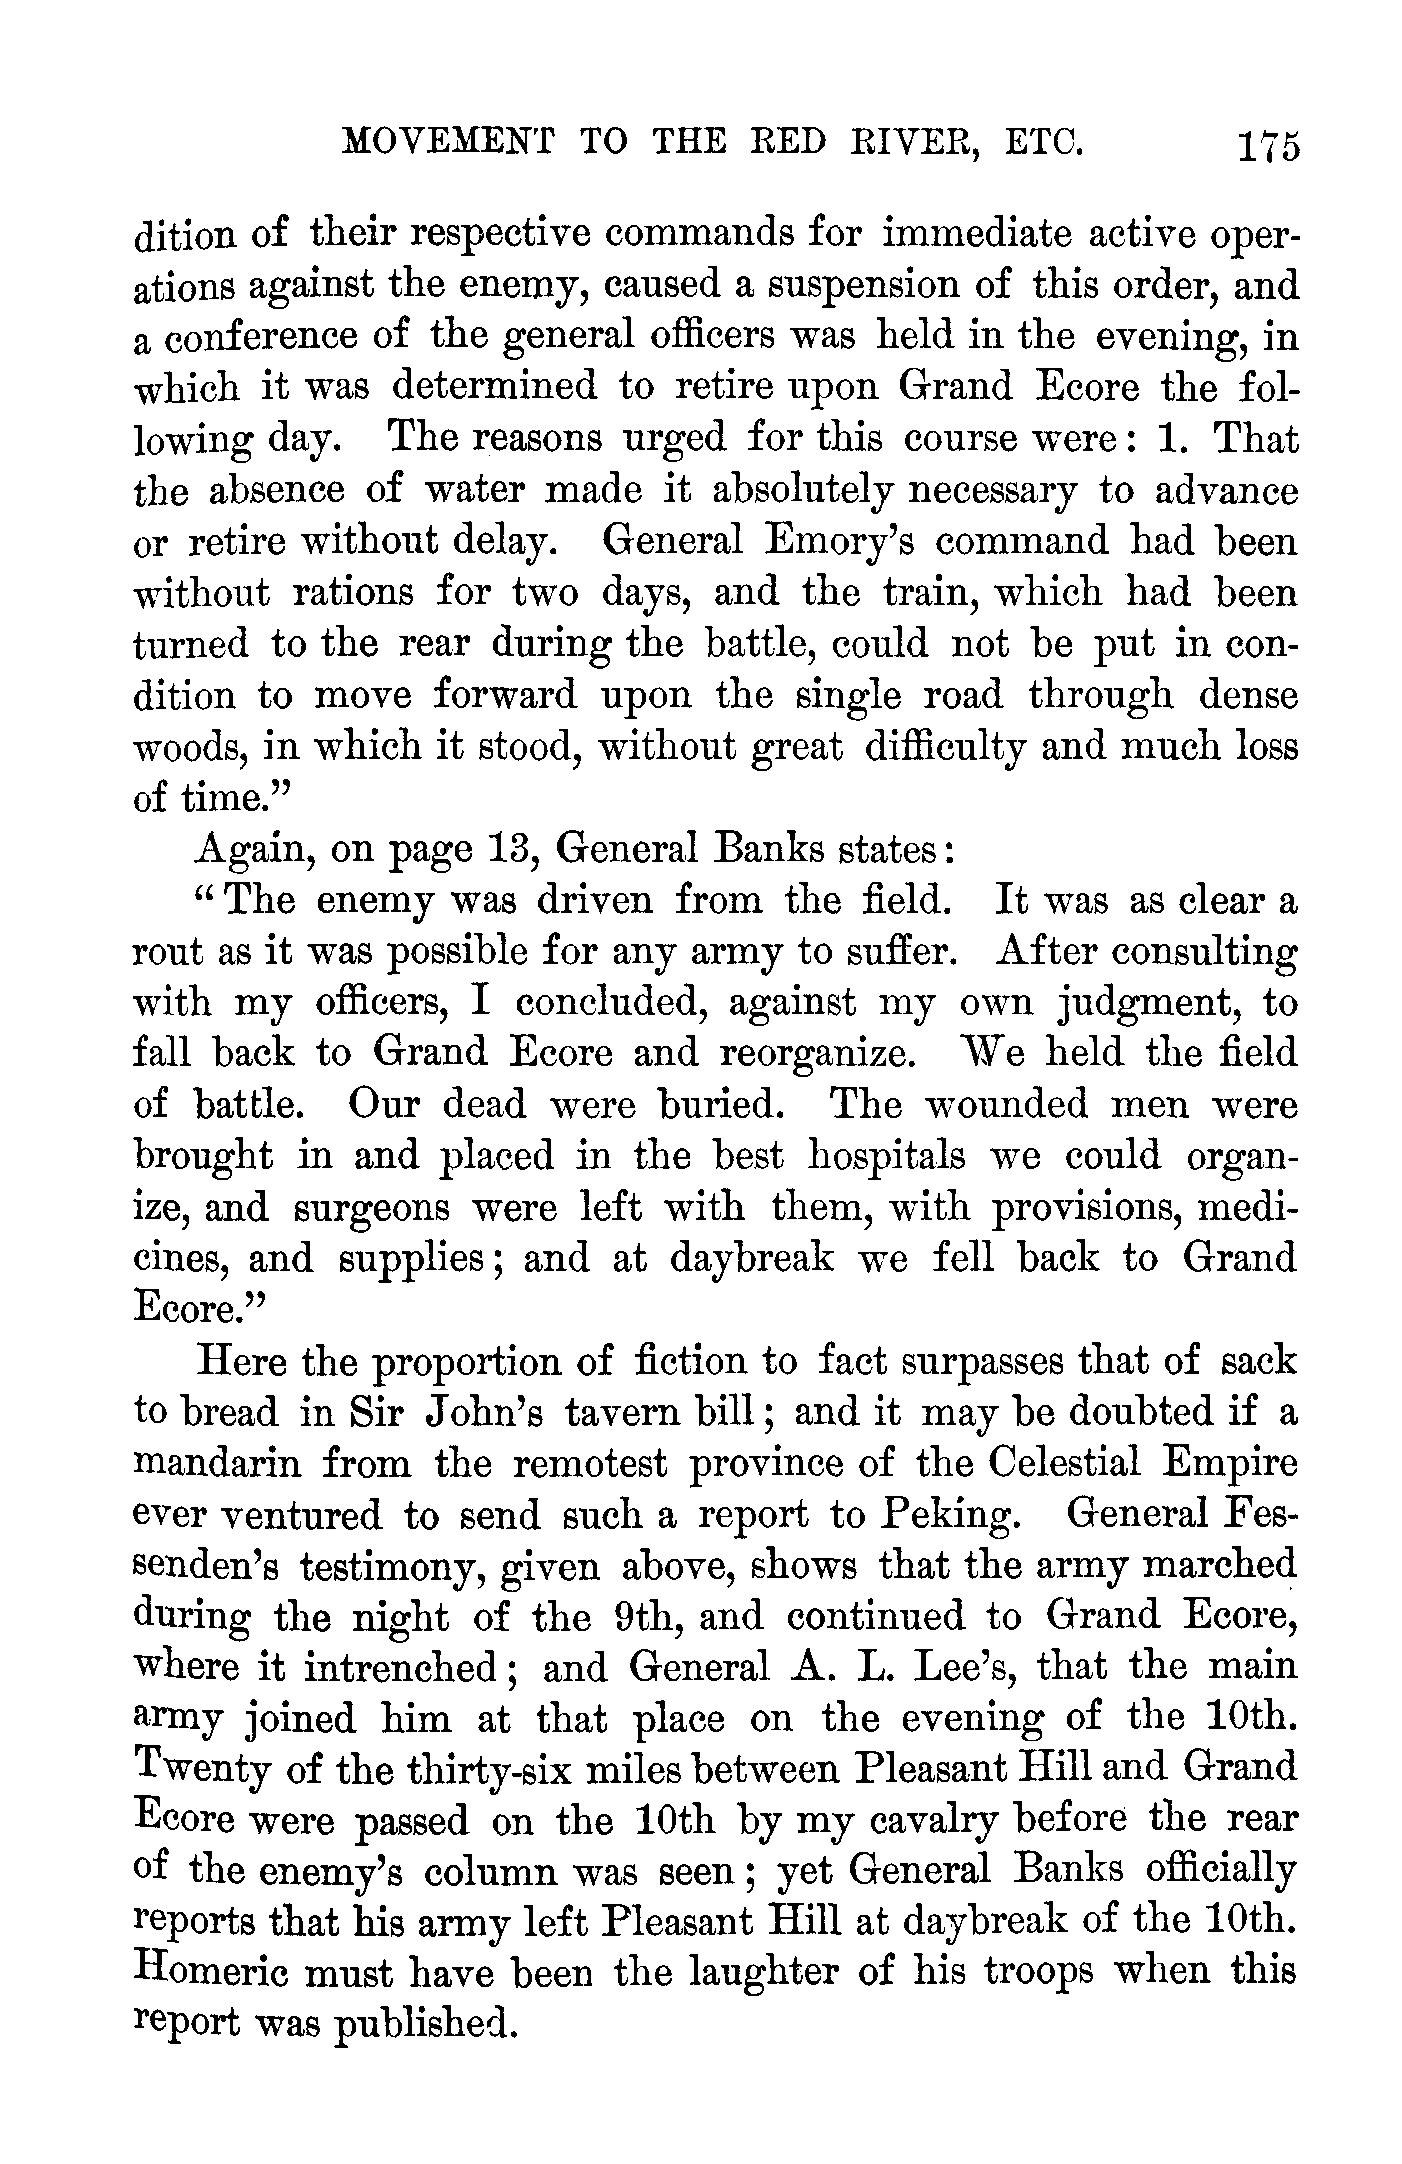 MOVEMENT TO THE RED RIVER, ETC. 175
dition of their respective commands for immediate active oper-
ations against the enemy, caused a suspension of this order, and
a conference of the general officers was held in the evening, in
which it was determined to retire upon Grand Ecore the fol-
lowing day. The reasons urged for this course were: 1. That
the absence of water made it absolutely necessary to advance
or retire without delay. General Emory's command had been
without rations for two days, and the train, which had been
turned to the rear during the battle, could not be put in con-
dition to move forward upon the single road through dense
woods, in which it stood, without great difficulty and much loss
of time."
Again, on page 13, General Banks states:
"The enemy was driven from the field. It was as clear a
rout as it was possible for any army to suffer. After consulting
with my officers, I concluded, against my own judgment, to
fall back to Grand Ecore and reorganize. We held the field
of battle. Our dead were buried. The wounded men were
brought in and placed in the best hospitals we could organ-
ize, and surgeons were left with them, with provisions, medi-
cines, and supplies; and at daybreak we fell back to Grand
Ecore."
Here the proportion of fiction to fact surpasses that of sack
to bread in Sir John's tavern bill; and it may be doubted if a
mandarin from the remotest province of the Celestial Empire
ever ventured to send such a report to Peking. General Fes-
senden's testimony, given above, shows that the army marched
during the night of the 9th, and continued to Grand Ecore,
where it intrenched; and General A. L. Lee's, that the main
army joined him at that place on the evening of the 10th.
Twenty of the thirty-six miles between Pleasant Hill and Grand
Ecore were passed on the 10th by my cavalry before the rear
of the enemy's column was seen; yet General Banks officially
reports that his army left Pleasant Hill at daybreak of the 10th.
Homeric must have been the laughter of his troops when this
report was published.